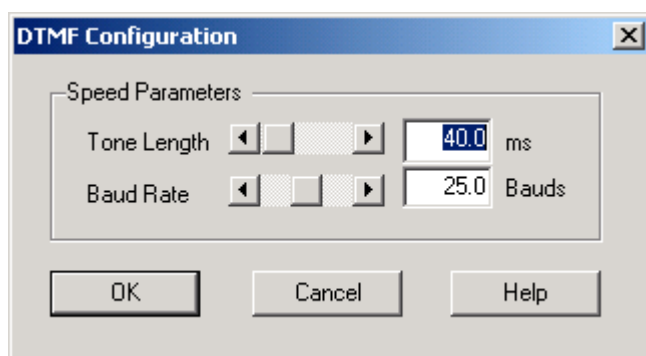 DTMF Configuration
Speed Parameters
Tone Length 40.0 ms
Baud Rate 25.0 Bauds
OK Cancel Help